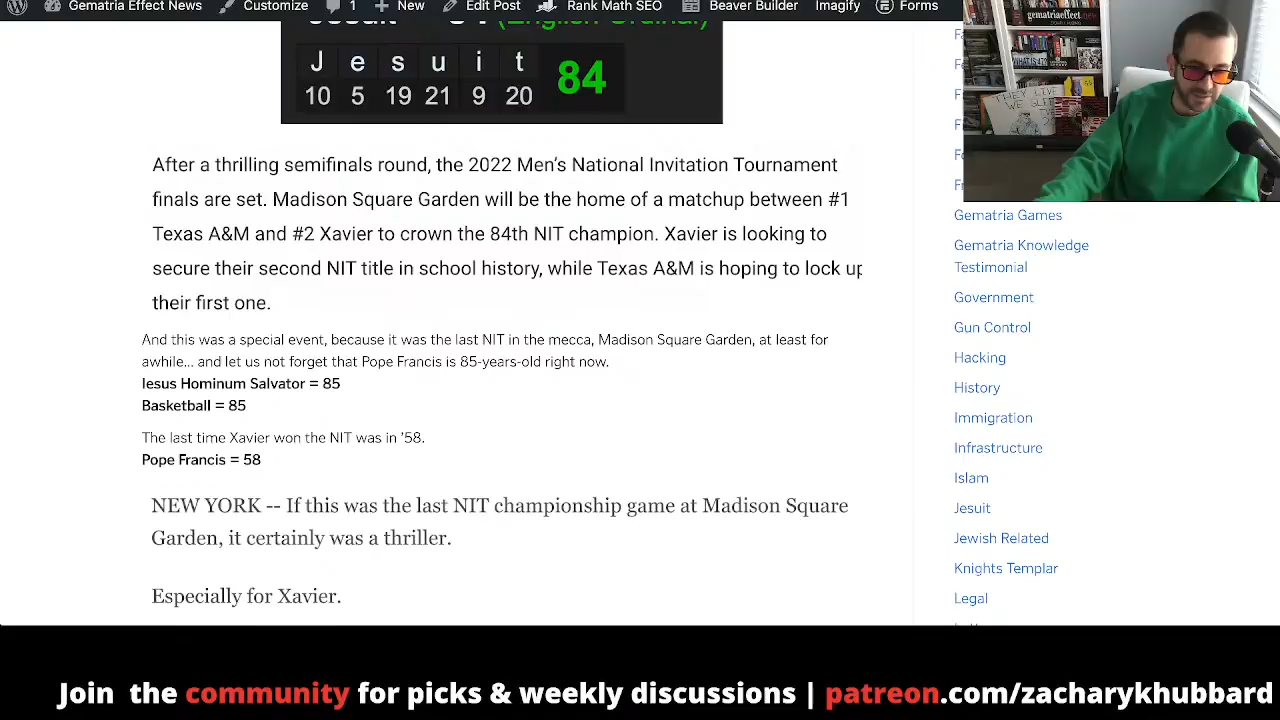 Gematria Effect News Customize 1 New Edit Post Rank Math SEO Beaver Builder Imagify Forms
(English Ordinal)
J e s u i t
10 5 19 21 9 20
84
gematriaeffect.net
THEY LIVE
WE SLEEP
After a thrilling semifinals round, the 2022 Men's National Invitation Tournament
finals are set. Madison Square Garden will be the home of a matchup between #1
Texas A&M and #2 Xavier to crown the 84th NIT champion. Xavier is looking to
secure their second NIT title in school history, while Texas A&M is hoping to lock up
their first one.
And this was a special event, because it was the last NIT in the mecca, Madison Square Garden, at least for
awhile... and let us not forget that Pope Francis is 85-years-old right now.
Iesus Hominum Salvator = 85
Basketball = 85
The last time Xavier won the NIT was in '58.
Pope Francis = 58
NEW YORK -- If this was the last NIT championship game at Madison Square
Garden, it certainly was a thriller.
Especially for Xavier.
Gematria Games
Gematria Knowledge
Testimonial
Government
Gun Control
Hacking
History
Immigration
Infrastructure
Islam
Jesuit
Jewish Related
Knights Templar
Legal
Join the community for picks & weekly discussions | patreon.com/zacharykhubbard